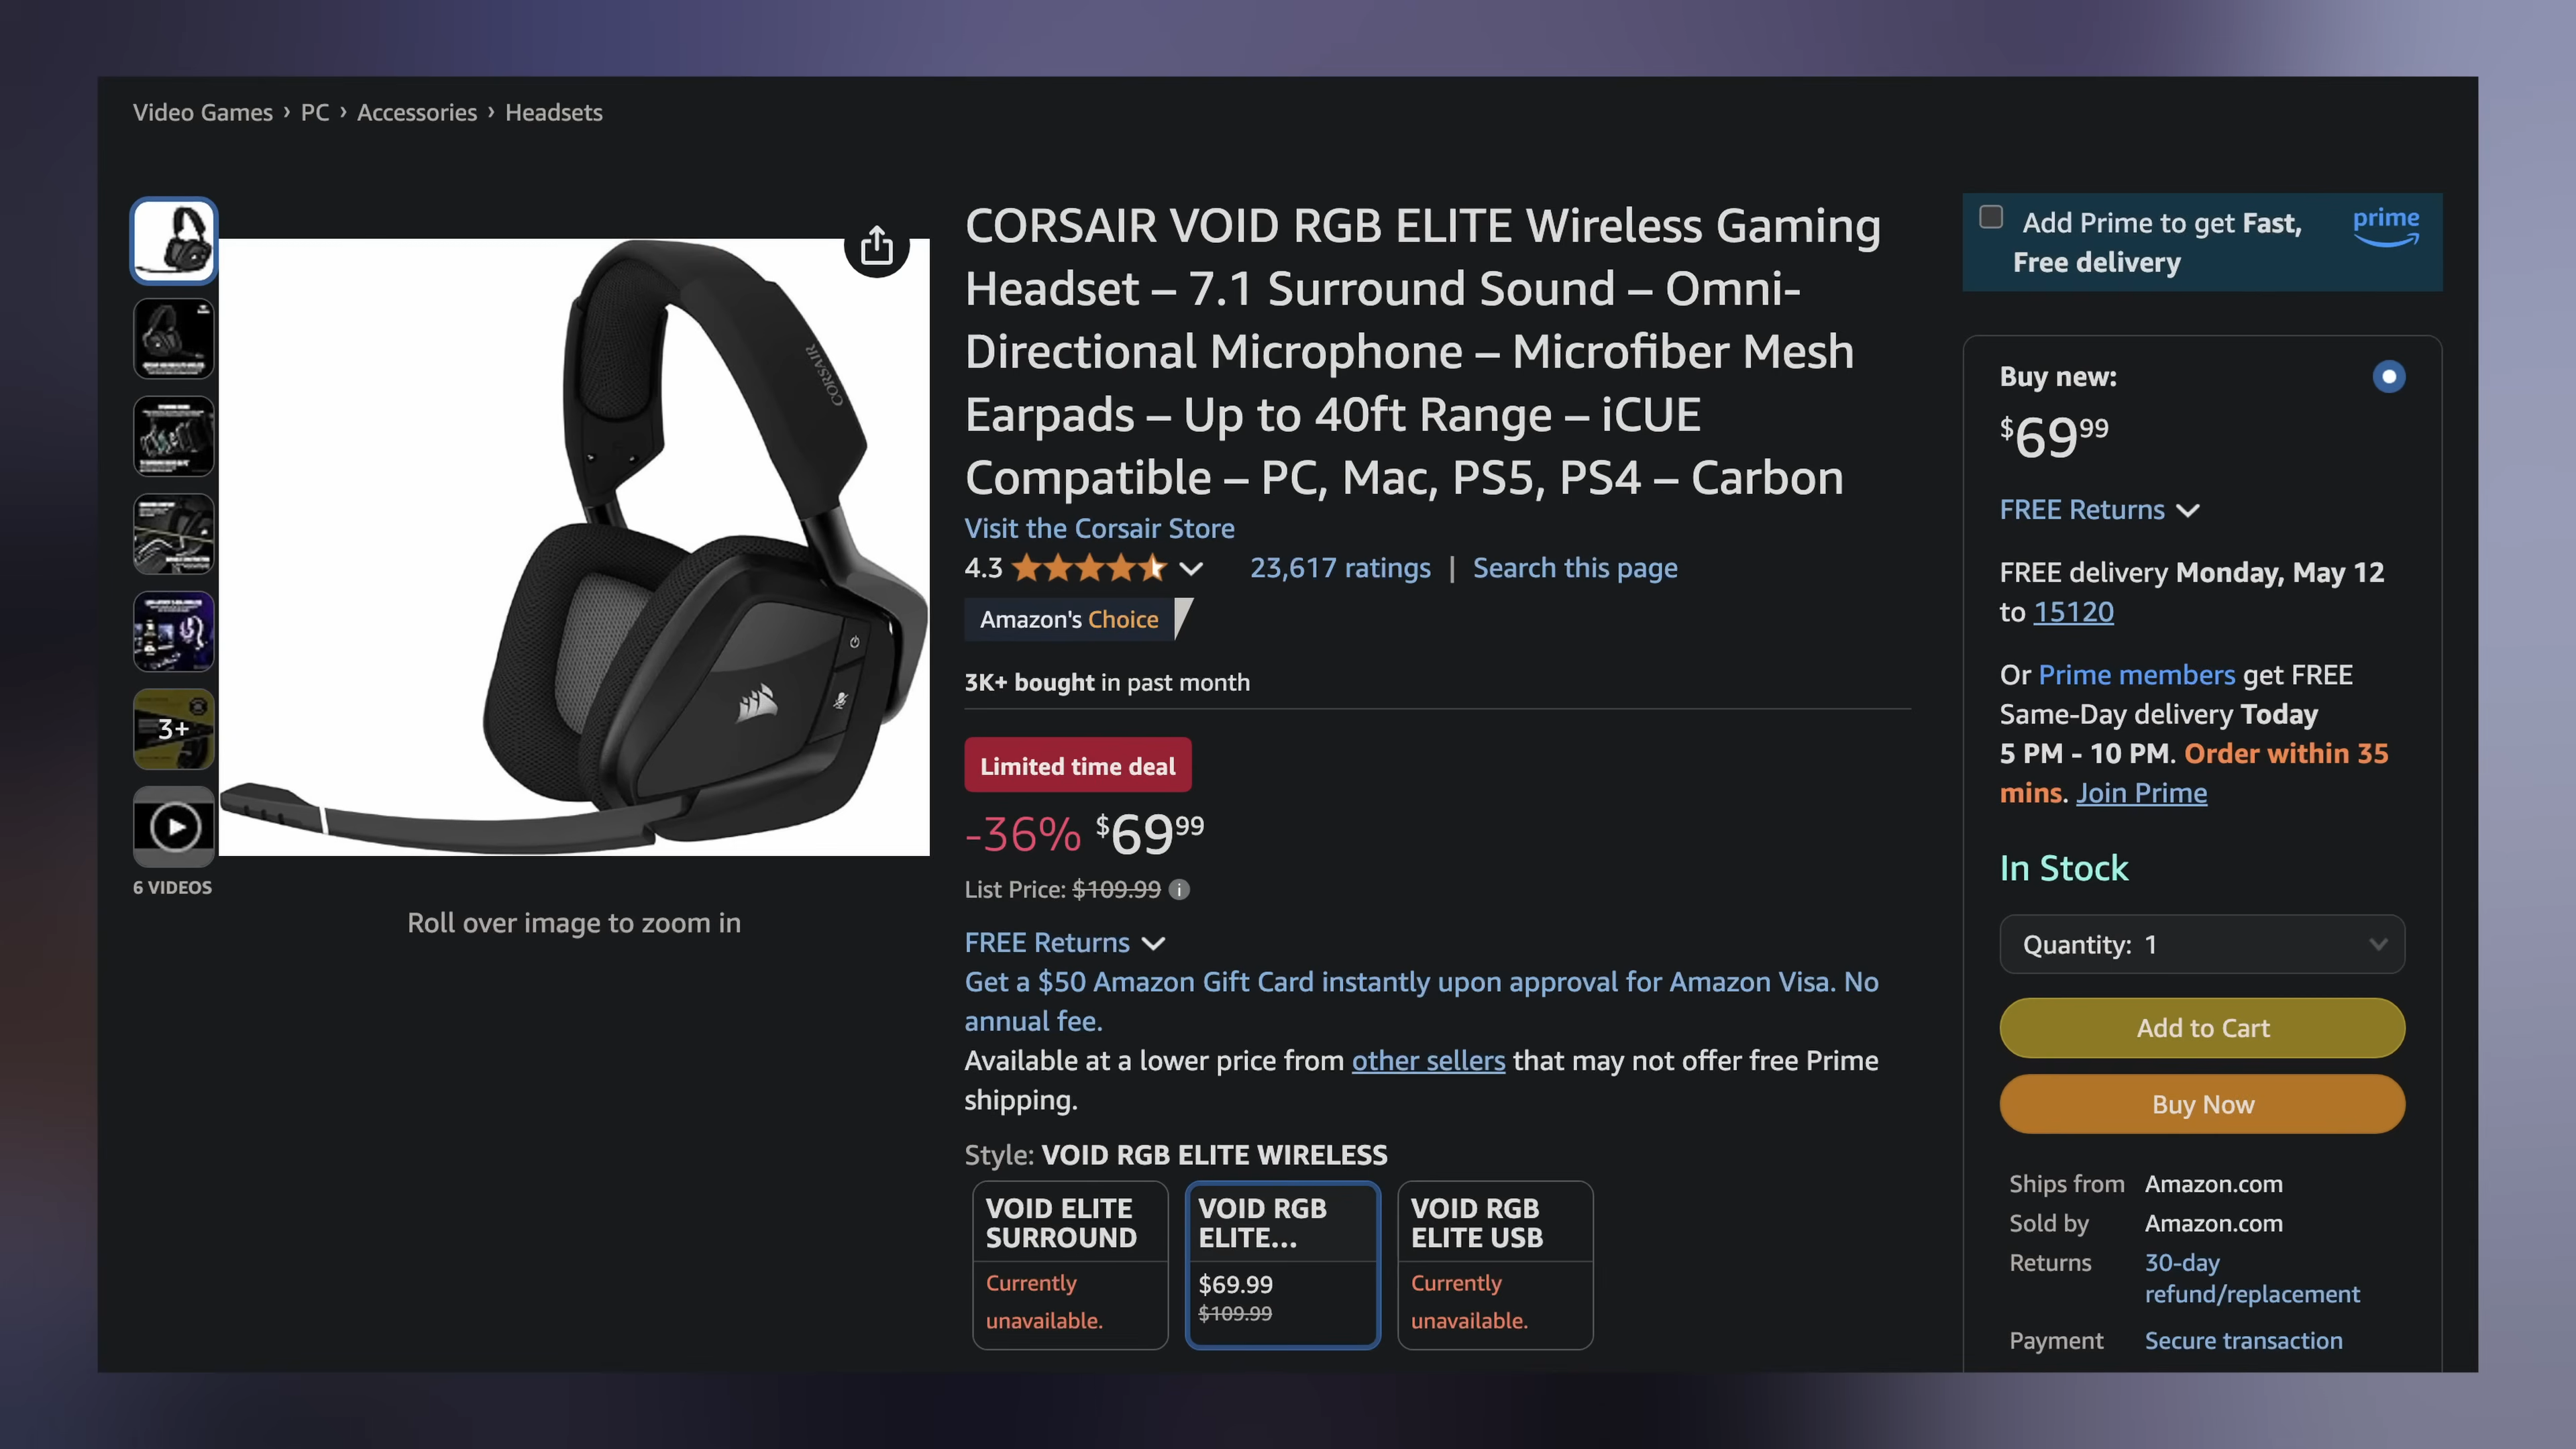 Video Games › PC › Accessories › Headsets
3+
6 VIDEOS
CORSAIR
Roll over image to zoom in
CORSAIR VOID RGB ELITE Wireless Gaming
Headset – 7.1 Surround Sound – Omni-
Directional Microphone – Microfiber Mesh
Earpads – Up to 40ft Range – iCUE
Compatible – PC, Mac, PS5, PS4 – Carbon
Visit the Corsair Store
4.3 23,617 ratings | Search this page
Amazon's Choice
3K+ bought in past month
Limited time deal
-36% $69 99
List Price: $109.99
FREE Returns
Get a $50 Amazon Gift Card instantly upon approval for Amazon Visa. No
annual fee.
Available at a lower price from other sellers that may not offer free Prime
shipping.
Style: VOID RGB ELITE WIRELESS
VOID ELITE
SURROUND
Currently
unavailable.
VOID RGB
ELITE...
$69.99
$109.99
VOID RGB
ELITE USB
Currently
unavailable.
Add Prime to get Fast,
Free delivery
prime
Buy new:
$69 99
FREE Returns
FREE delivery Monday, May 12
to 15120
Or Prime members get FREE
Same-Day delivery Today
5 PM - 10 PM. Order within 35
mins. Join Prime
In Stock
Quantity: 1
Add to Cart
Buy Now
Ships from Amazon.com
Sold by Amazon.com
Returns 30-day
refund/replacement
Payment Secure transaction